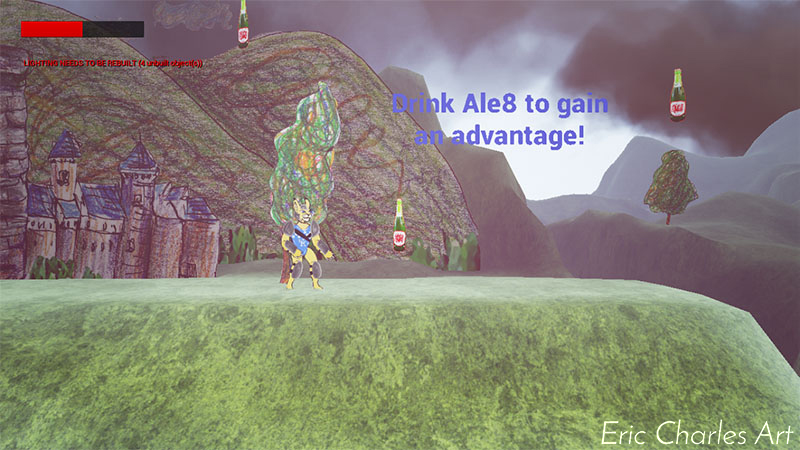 LIGHTING NEEDS TO BE REBUILT (4 unbuilt object(s))
Drink Ale8 to gain
an advantage!
Eric Charles Art